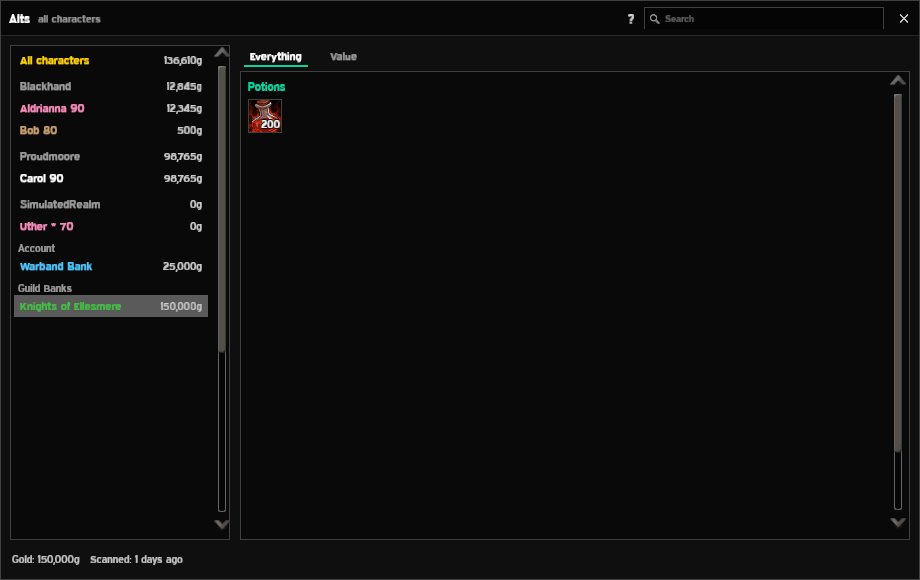 Alts all characters ? Search
All characters 136,610g
Blackhand 12,845g
Aldrianna 90 12,345g
Bob 80 500g
Proudmoore 98,765g
Carol 90 98,765g
SimulatedRealm 0g
Uther * 70 0g
Account
Warband Bank 25,000g
Guild Banks
Knights of Ellesmere 150,000g
Everything Value
Potions
200
Gold: 150,000g Scanned: 1 days ago